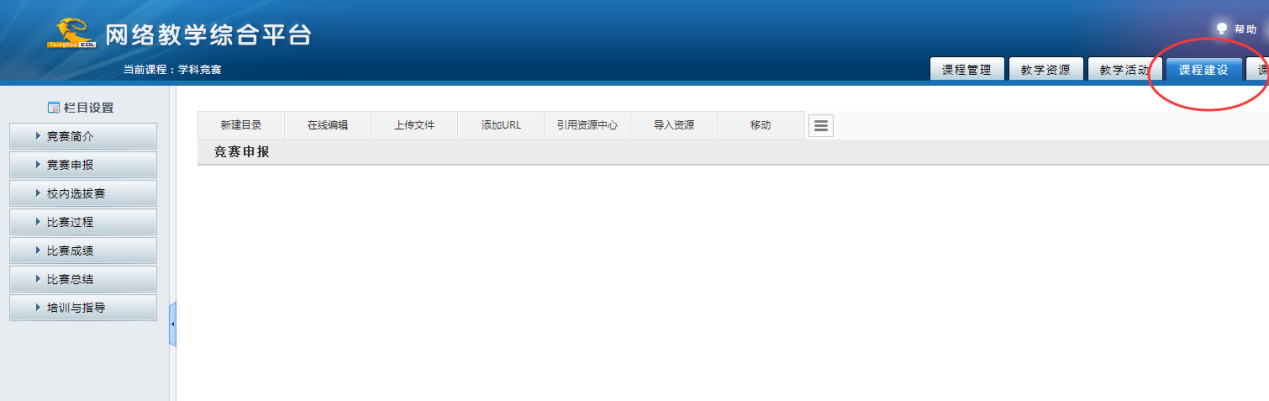 网络教学综合平台
帮助
当前课程：学科竞赛
课程管理 教学资源 教学活动 课程建设 课
栏目设置
竞赛简介
竞赛申报
校内选拔赛
比赛过程
比赛成绩
比赛总结
培训与指导
新建目录 在线编辑 上传文件 添加URL 引用资源中心 导入资源 移动
竞赛申报